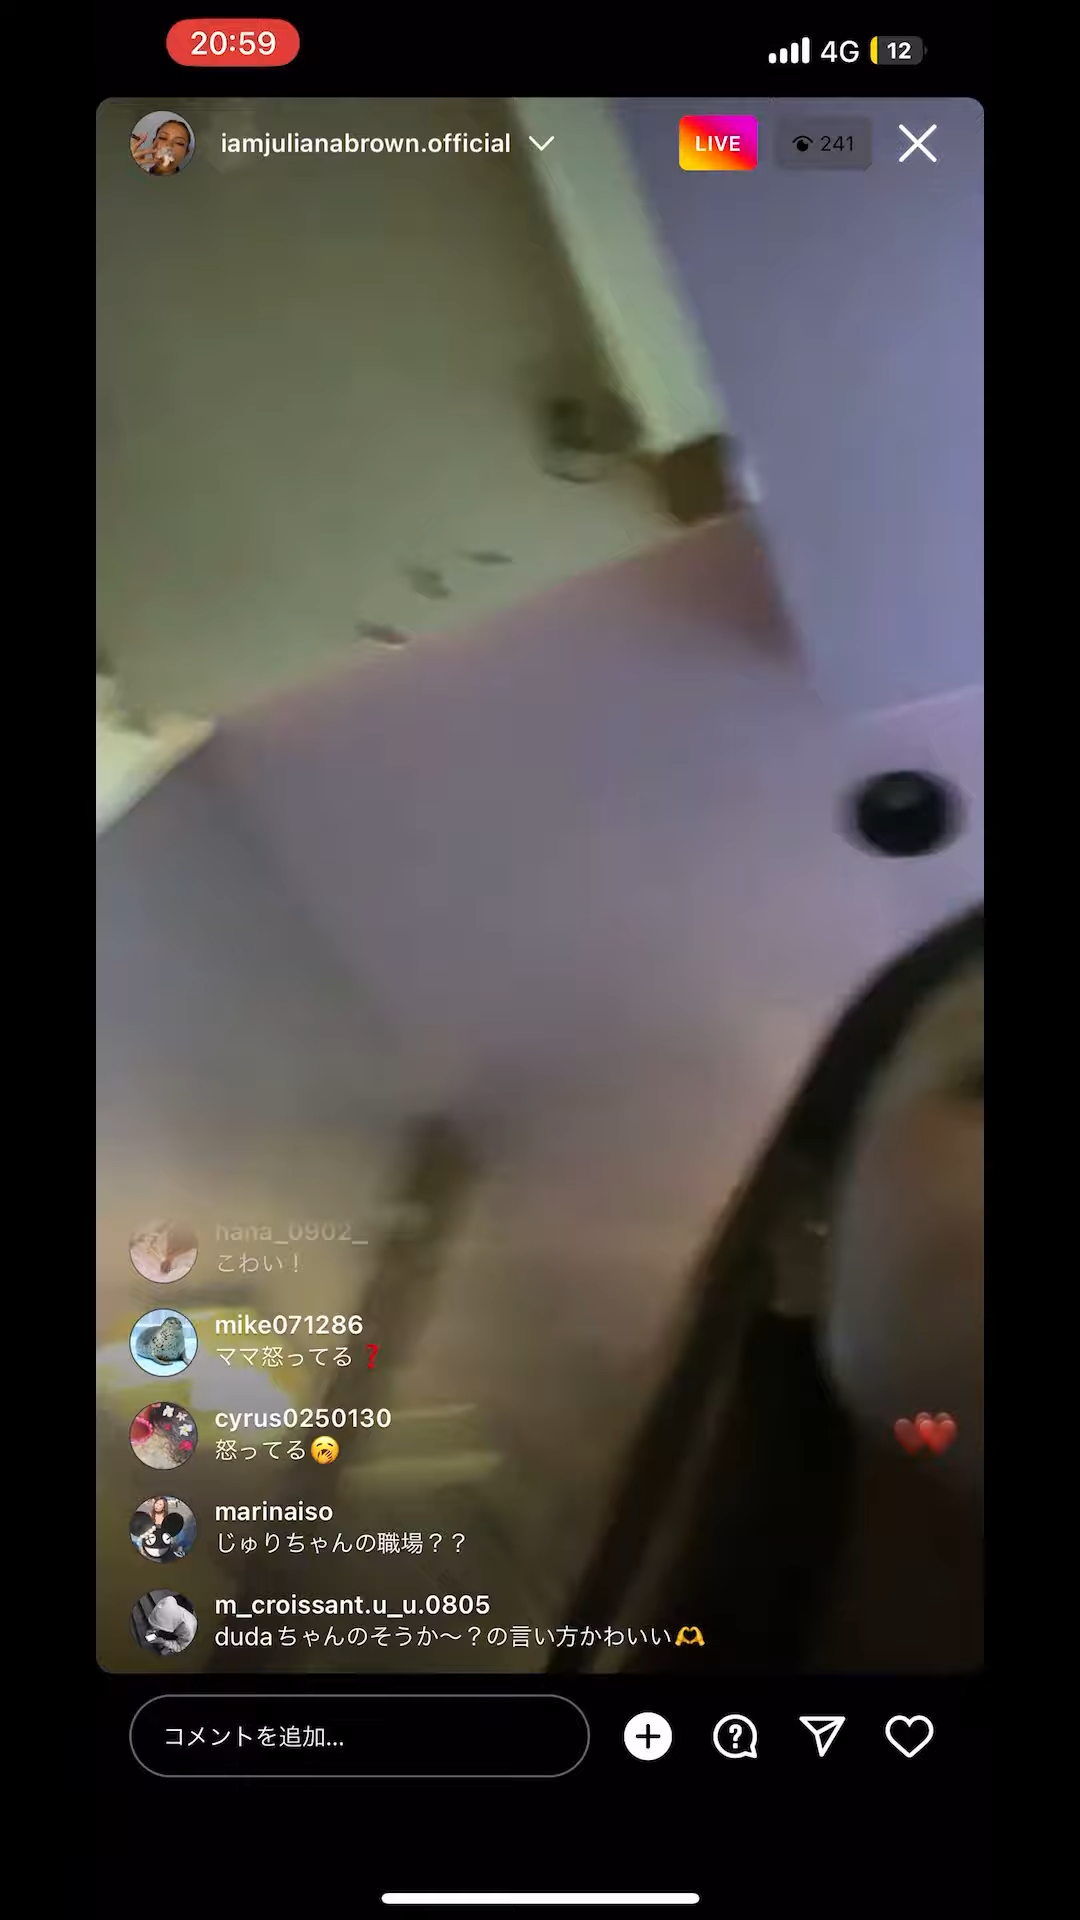 20:59
4G 12
iamjulianabrown.official
LIVE
241
hana_0902_
こわい！
mike071286
ママ怒ってる❓
cyrus0250130
怒ってる🥱
marinaiso
じゅりちゃんの職場？？
m_croissant.u_u.0805
dudaちゃんのそうか〜？の言い方かわいい🫶
コメントを追加...